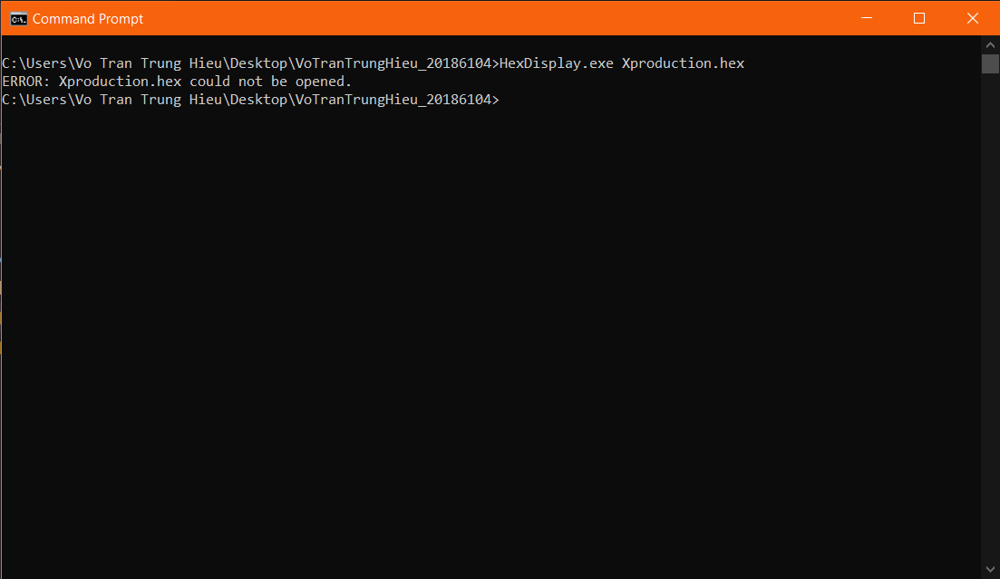 Command Prompt
C:\Users\Vo Tran Trung Hieu\Desktop\VoTranTrungHieu_20186104>HexDisplay.exe Xproduction.hex
ERROR: Xproduction.hex could not be opened.
C:\Users\Vo Tran Trung Hieu\Desktop\VoTranTrungHieu_20186104>